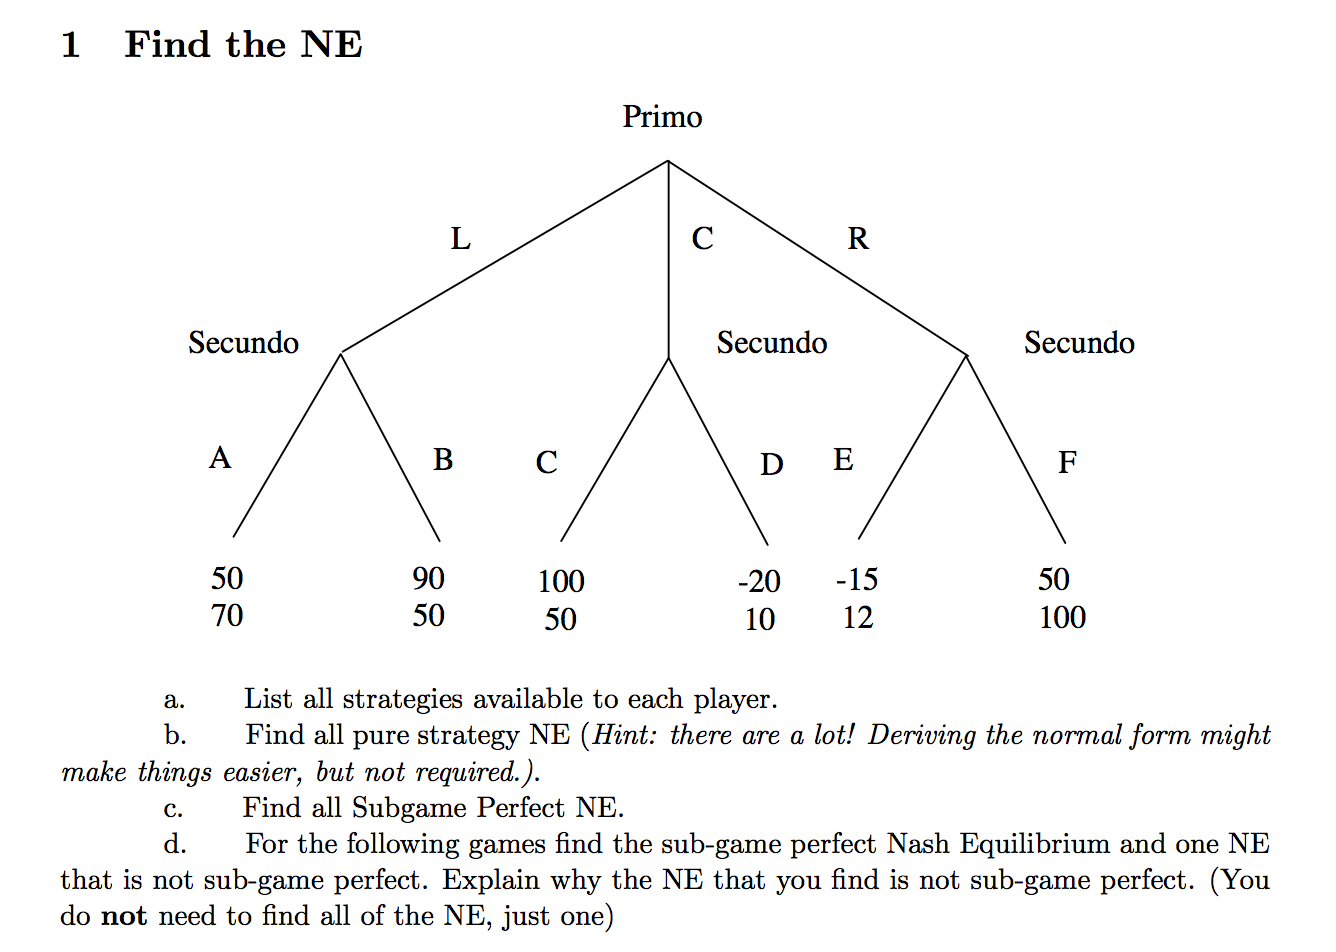 1 Find the NE
Primo
L C R
Secundo Secundo Secundo
A B C D E F
50 90 100 -20 -15 50
70 50 50 10 12 100
a. List all strategies available to each player.
b. Find all pure strategy NE (Hint: there are a lot! Deriving the normal form might
make things easier, but not required.).
c. Find all Subgame Perfect NE.
d. For the following games find the sub-game perfect Nash Equilibrium and one NE
that is not sub-game perfect. Explain why the NE that you find is not sub-game perfect. (You
do not need to find all of the NE, just one)